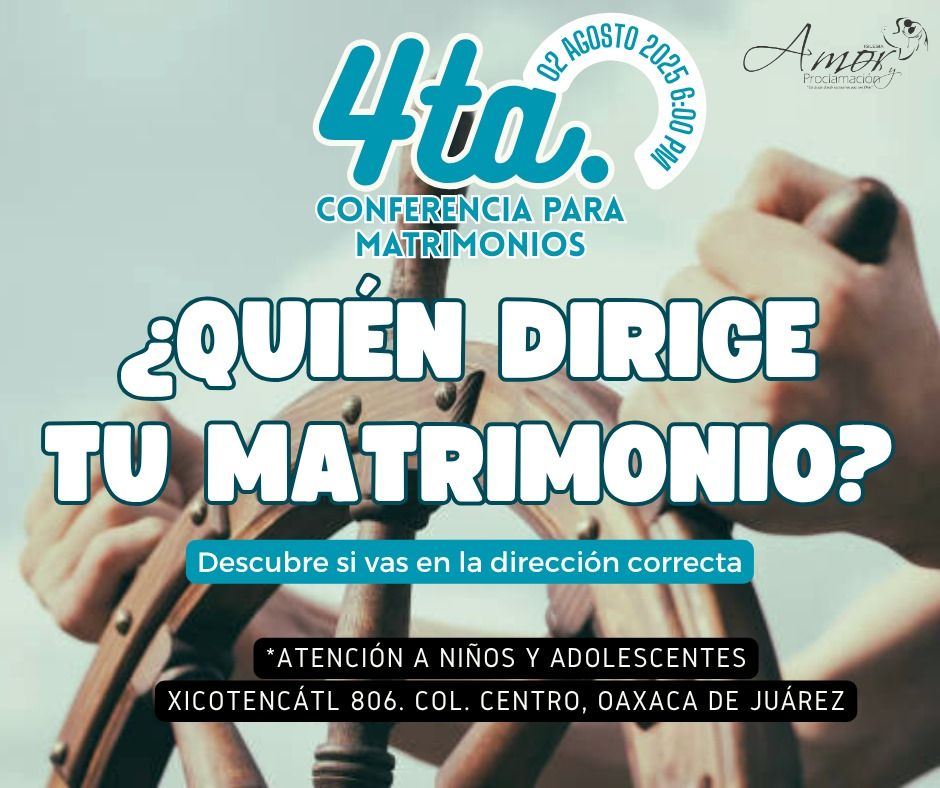 4ta.
02 AGOSTO 2025 6:00 PM
IGLESIA
Amor y
Proclamación
CONFERENCIA PARA
MATRIMONIOS
¿QUIÉN DIRIGE
TU MATRIMONIO?
Descubre si vas en la dirección correcta
*ATENCIÓN A NIÑOS Y ADOLESCENTES
XICOTENCÁTL 806. COL. CENTRO, OAXACA DE JUÁREZ